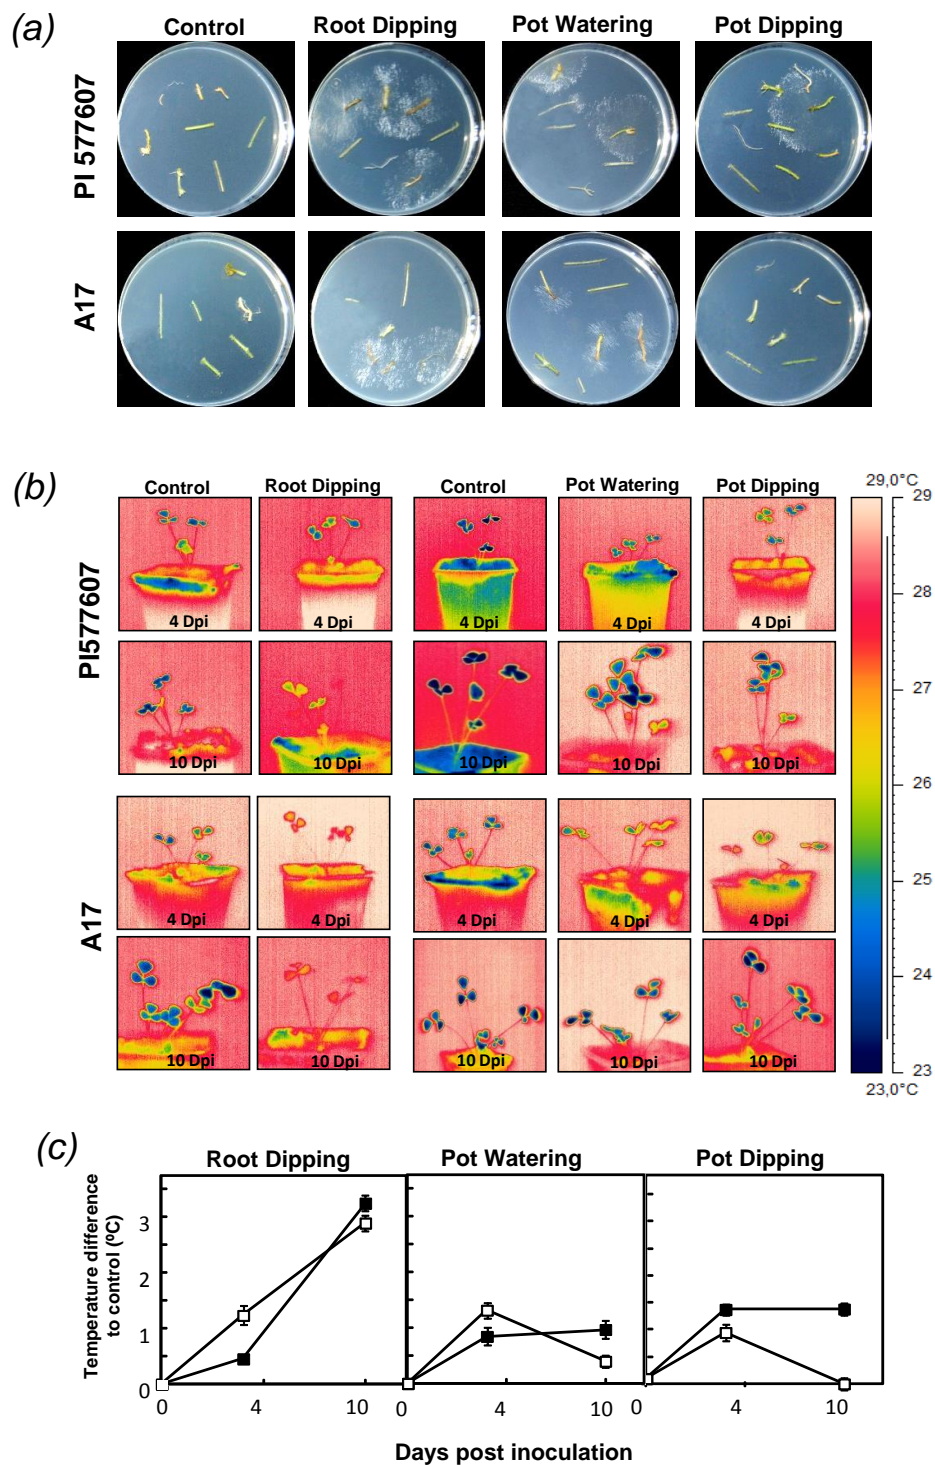 (a)
Control Root Dipping Pot Watering Pot Dipping
PI 577607
A17
(b)
Control Root Dipping Control Pot Watering Pot Dipping
29,0°C
29
28
27
26
25
24
23
23,0°C
PI577607
4 Dpi 4 Dpi 4 Dpi 4 Dpi 4 Dpi
10 Dpi 10 Dpi 10 Dpi 10 Dpi 10 Dpi
A17
4 Dpi 4 Dpi 4 Dpi 4 Dpi 4 Dpi
10 Dpi 10 Dpi 10 Dpi 10 Dpi 10 Dpi
(c)
Root Dipping Pot Watering Pot Dipping
Temperature difference
to control (ºC)
3
2
1
0
0 4 10 0 4 10 0 4 10
Days post inoculation